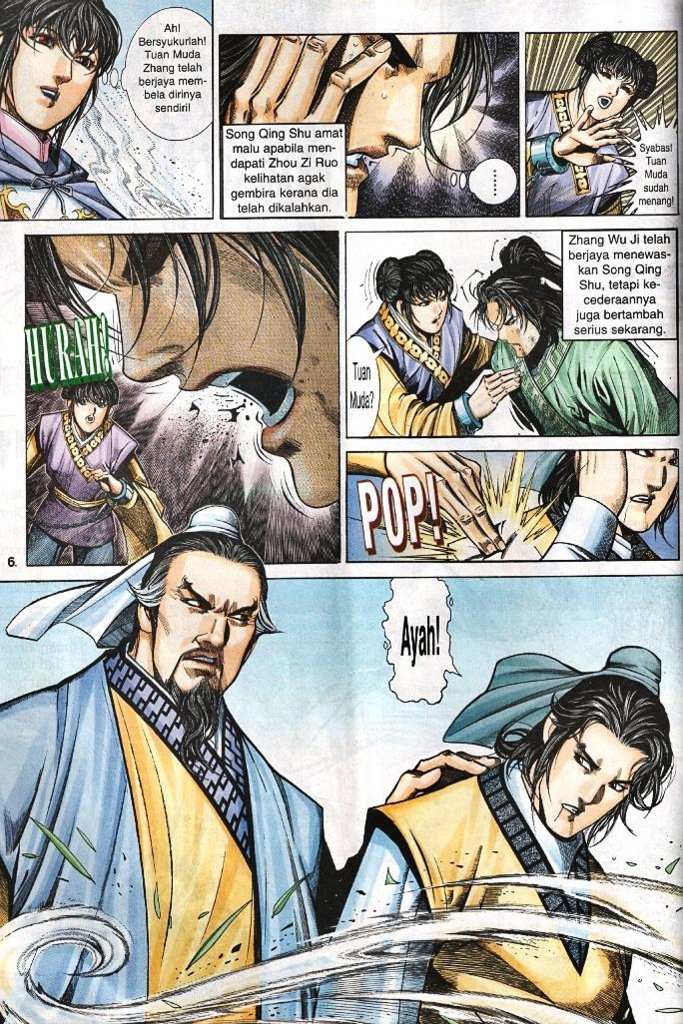 Ah!
Bersyukurlah!
Tuan Muda
Zhang telah
berjaya mem-
bela dirinya
sendiri!
Song Qing Shu amat
malu apabila men-
dapati Zhou Zi Ruo
kelihatan agak
gembira kerana dia
telah dikalahkan.
......
Syabas!
Tuan
Muda
sudah
menang!
HURAH!
Zhang Wu Ji telah
berjaya menewas-
kan Song Qing
Shu, tetapi ke-
cederaannya
juga bertambah
serius sekarang.
Tuan
Muda?
POP!
6.
Ayah!